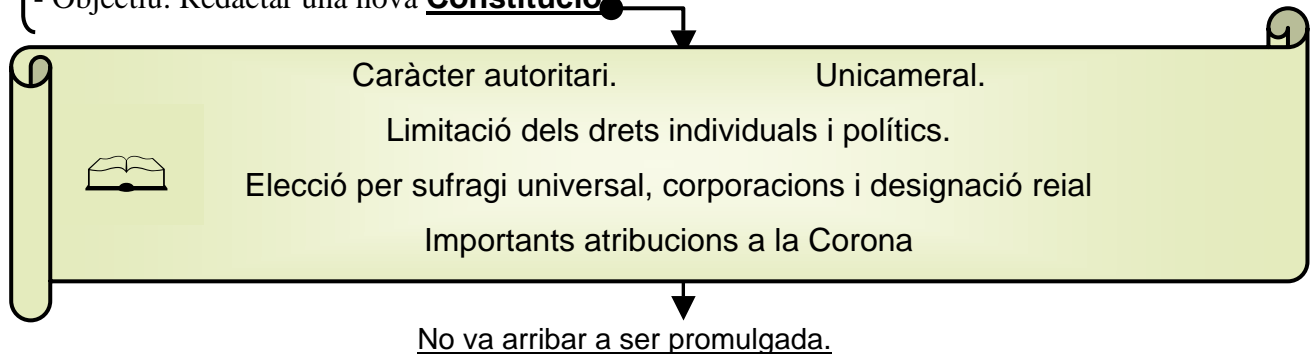 - Objectiu: Redactar una nova Constitució
Caràcter autoritari. Unicameral.
Limitació dels drets individuals i polítics.
Elecció per sufragi universal, corporacions i designació reial
Importants atribucions a la Corona
No va arribar a ser promulgada.